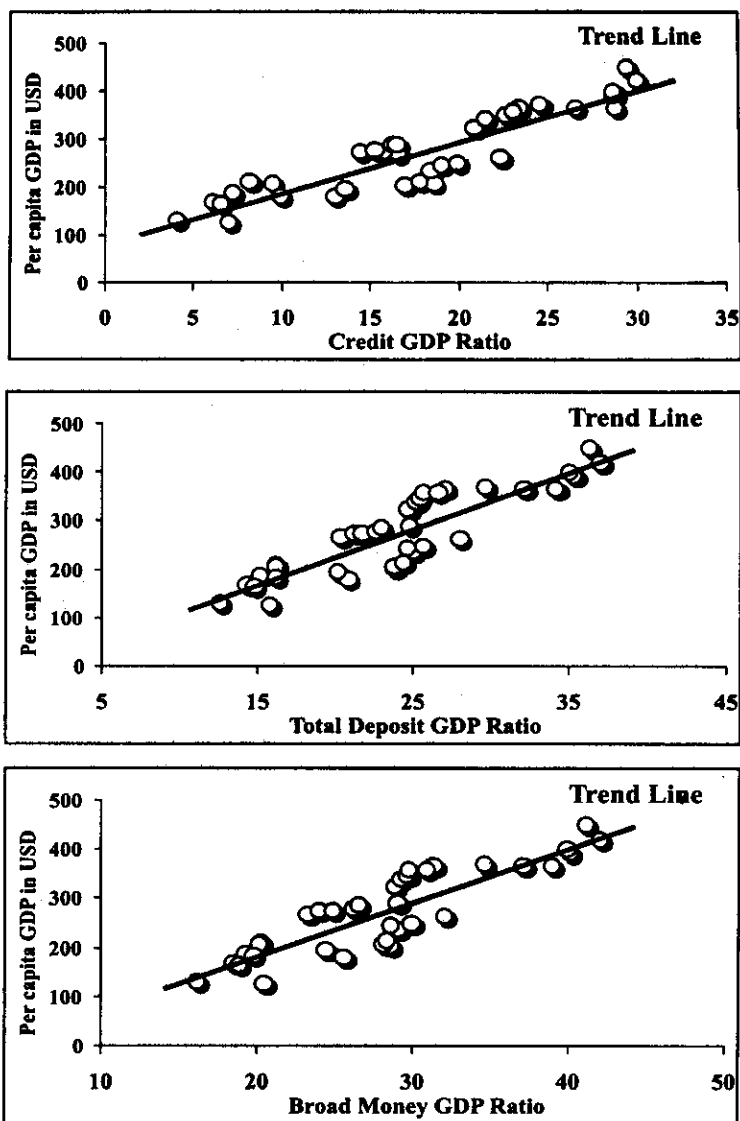 Trend Line
Per capita GDP in USD
500
400
300
200
100
0
0 5 10 15 20 25 30 35
Credit GDP Ratio
Trend Line
Per capita GDP in USD
500
400
300
200
100
0
5 15 25 35 45
Total Deposit GDP Ratio
Trend Line
Per capita GDP in USD
500
400
300
200
100
0
10 20 30 40 50
Broad Money GDP Ratio